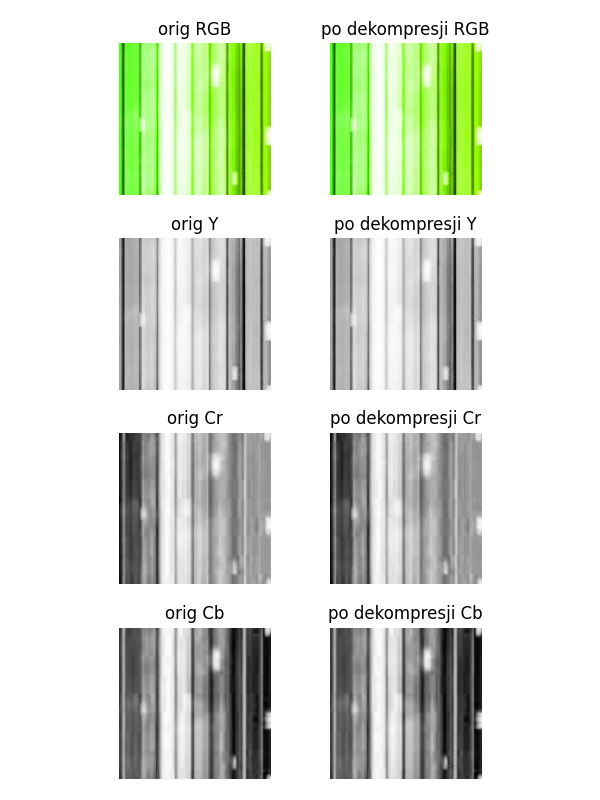 orig RGB
po dekompresji RGB
orig Y
po dekompresji Y
orig Cr
po dekompresji Cr
orig Cb
po dekompresji Cb